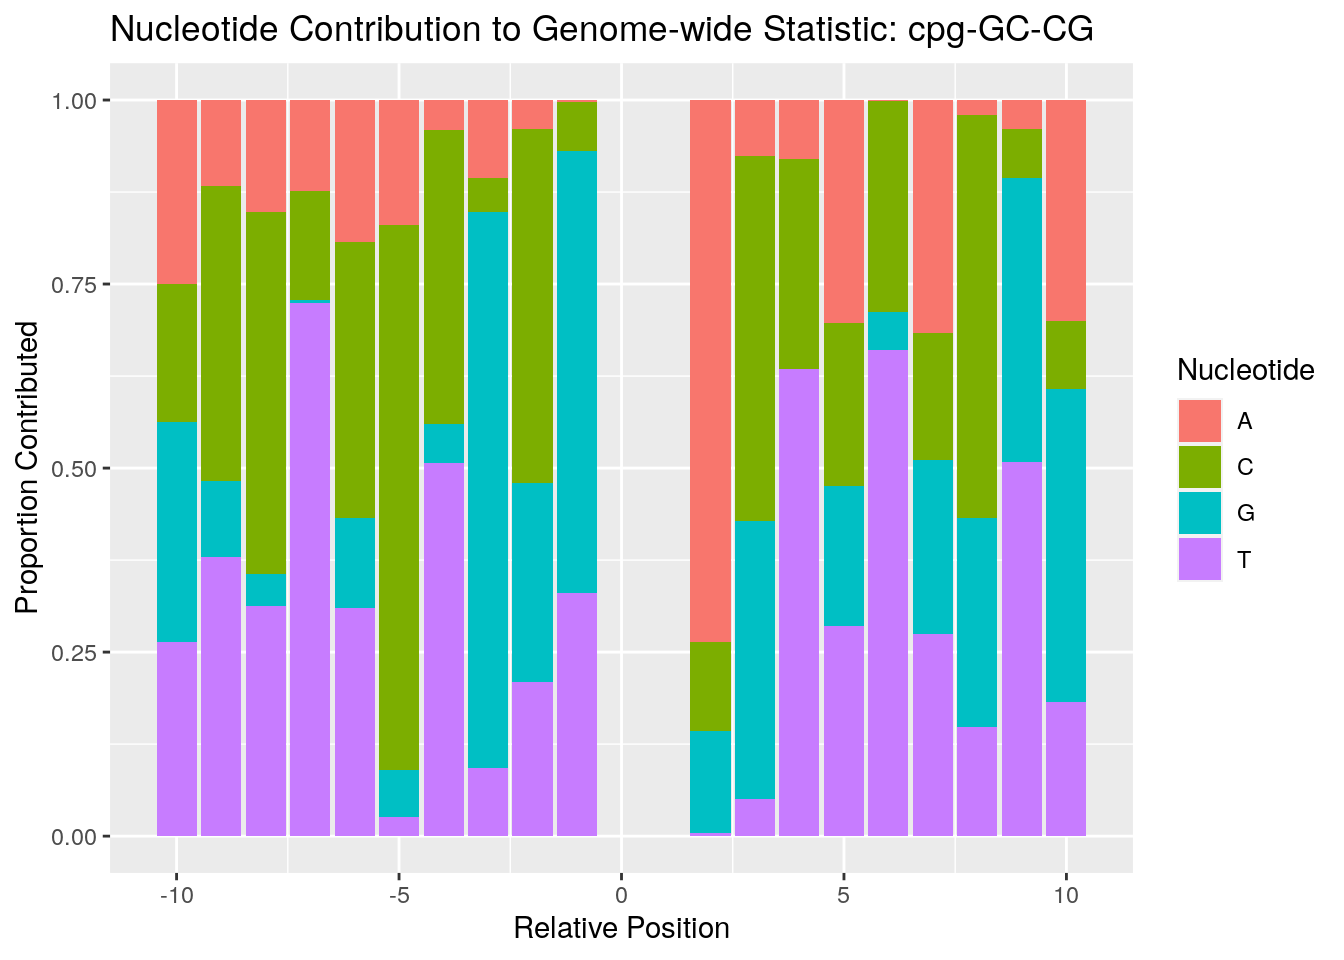 Nucleotide Contribution to Genome-wide Statistic: cpg-GC-CG
1.00
0.75
0.50
0.25
0.00
Proportion Contributed
-10
-5
0
5
10
Relative Position
Nucleotide
A
C
G
T